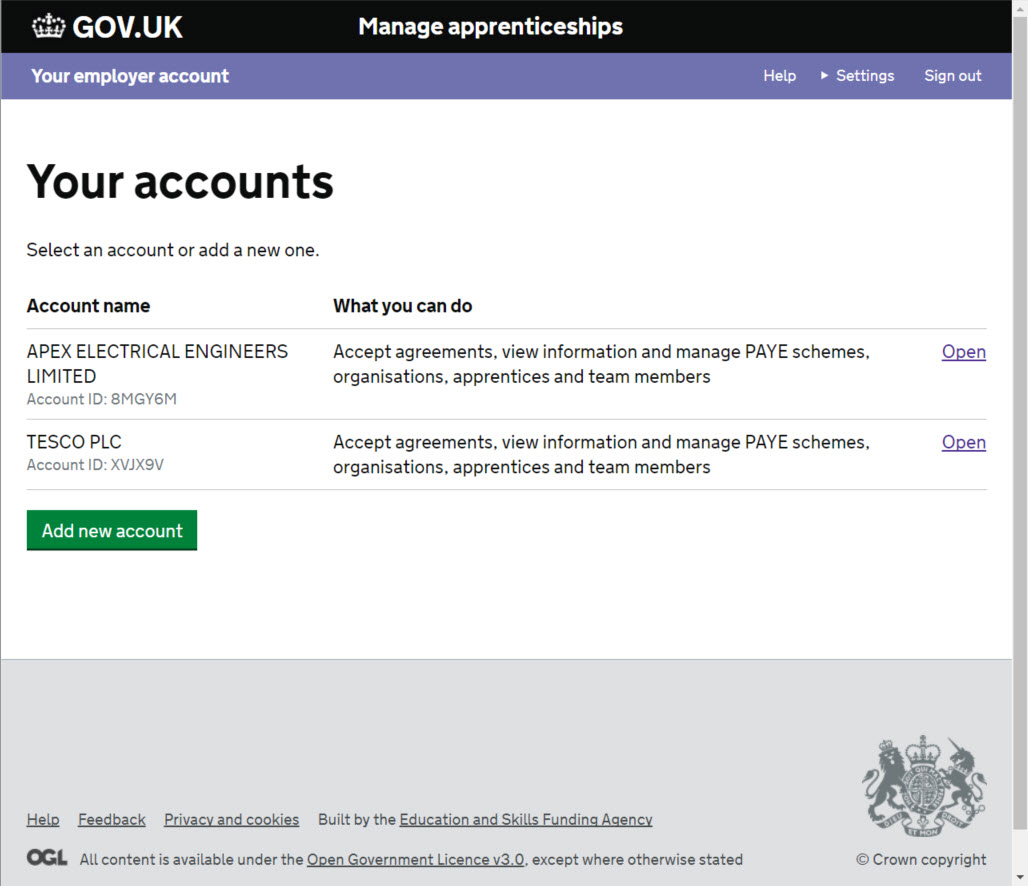 GOV.UK
Manage apprenticeships
Your employer account
Help
Settings
Sign out
Your accounts
Select an account or add a new one.
Account name
What you can do
APEX ELECTRICAL ENGINEERS
LIMITED
Account ID: 8MGY6M
Accept agreements, view information and manage PAYE schemes,
organisations, apprentices and team members
Open
TESCO PLC
Account ID: XVJX9V
Accept agreements, view information and manage PAYE schemes,
organisations, apprentices and team members
Open
Add new account
Help
Feedback
Privacy and cookies
Built by the Education and Skills Funding Agency
OGL
All content is available under the Open Government Licence v3.0, except where otherwise stated
© Crown copyright